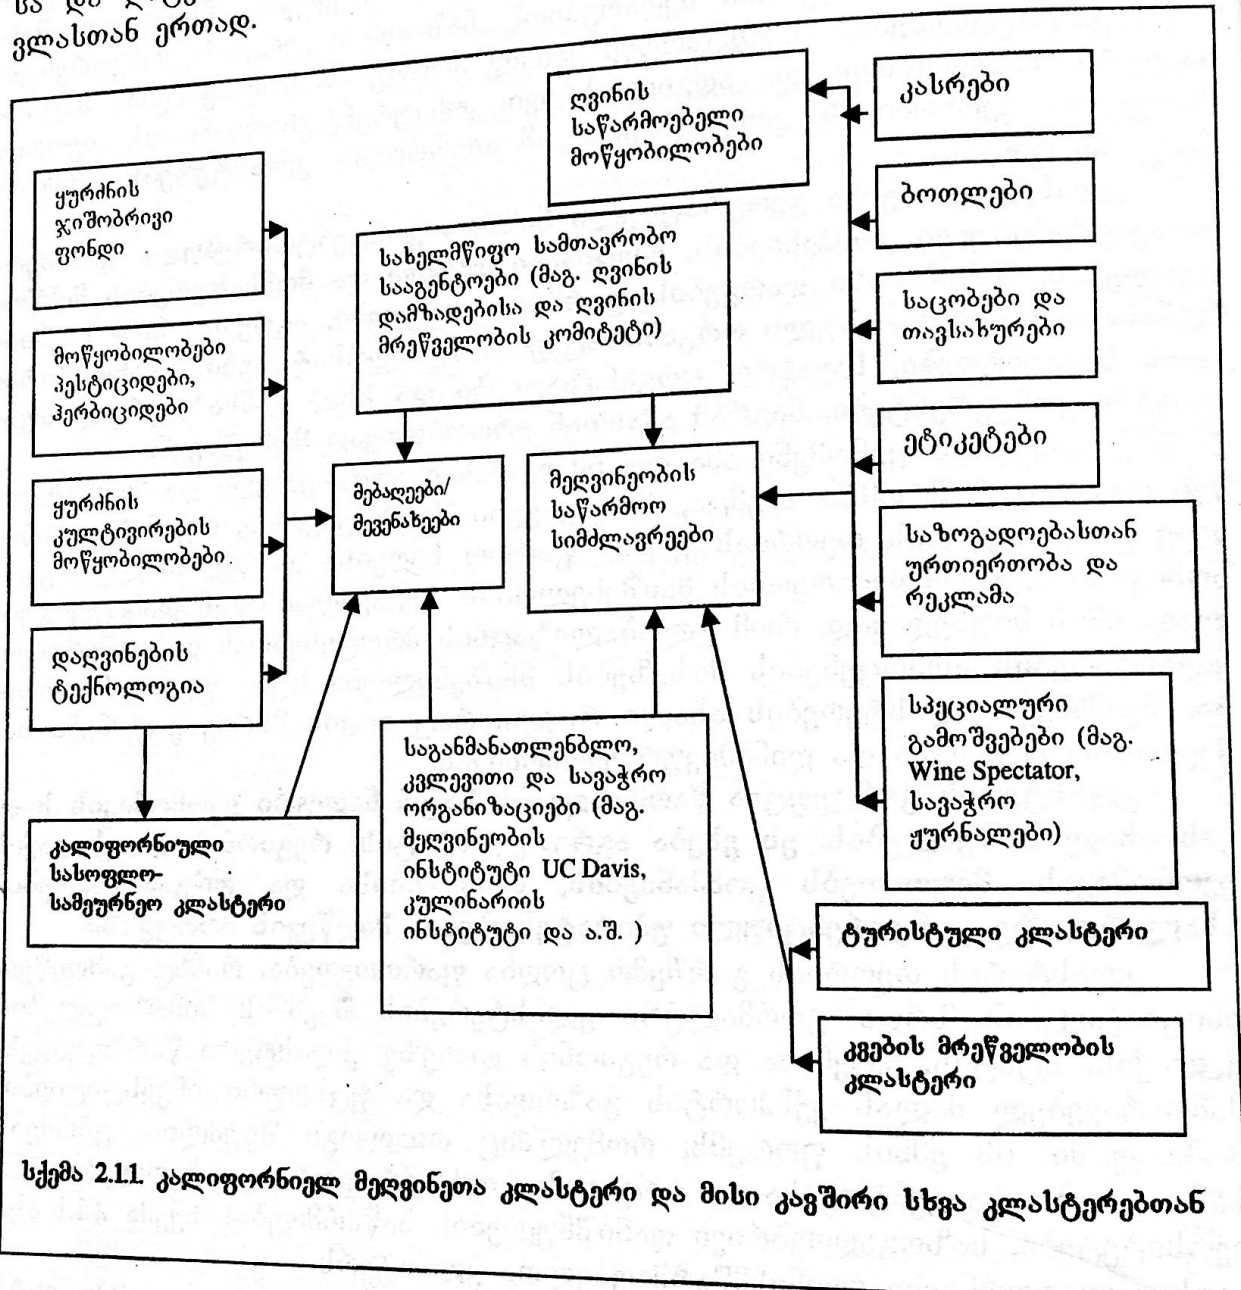 ვლასთან ერთად.
ღვინის
საწარმოებელი
მოწყობილობები
კასრები
ბოთლები
საცობები და
თავსახურები
ეტიკეტები
საზოგადოებასთან
ურთიერთობა და
რეკლამა
სპეციალური
გამოშვებები (მაგ.
Wine Spectator,
სავაჭრო
ჟურნალები)
ყურძნის
ჯიშობრივი
ფონდი
მოწყობილობები
პესტიციდები,
ჰერბიციდები
ყურძნის
კულტივირების
მოწყობილობები
დაღვინების
ტექნოლოგია
სახელმწიფო სამთავრობო
სააგენტოები (მაგ. ღვინის
დამზადებისა და ღვინის
მრეწველობის კომიტეტი)
მებაღეები/
მევენახეები
მეღვინეობის
საწარმოო
სიმძლავრეები
კალიფორნიული
სასოფლო-
სამეურნეო კლასტერი
საგანმანათლენბლო,
კვლევითი და სავაჭრო
ორგანიზაციები (მაგ.
მეღვინეობის
ინსტიტუტი UC Davis,
კულინარიის
ინსტიტუტი და ა.შ. )
ტურისტული კლასტერი
კვების მრეწველობის
კლასტერი
სქემა 2.1.1. კალიფორნიელ მეღვინეთა კლასტერი და მისი კავშირი სხვა კლასტერებთან